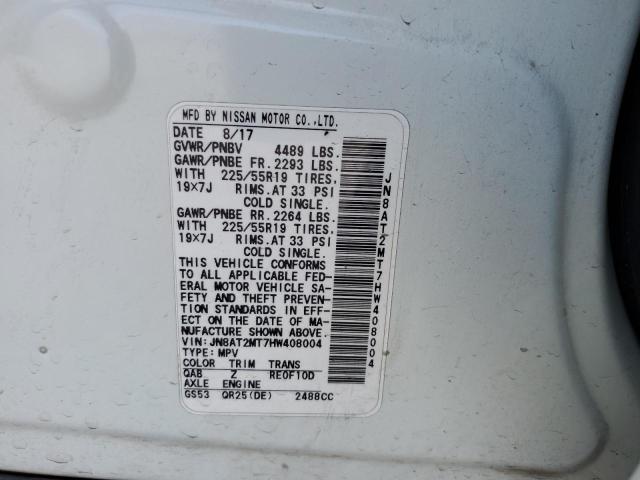 MFD BY NISSAN MOTOR CO.,LTD.
DATE 8/17
GVWR/PNBV 4489 LBS.
GAWR/PNBE FR. 2293 LBS.
WITH 225/55R19 TIRES.
19X7J RIMS.AT 33 PSI
COLD SINGLE.
GAWR/PNBE RR. 2264 LBS.
WITH 225/55R19 TIRES.
19X7J RIMS.AT 33 PSI
COLD SINGLE.
THIS VEHICLE CONFORMS
TO ALL APPLICABLE FED-
ERAL MOTOR VEHICLE SA-
FETY AND THEFT PREVEN-
TION STANDARDS IN EFF-
ECT ON THE DATE OF MA-
NUFACTURE SHOWN ABOVE.
VIN: JN8AT2MT7HW408004
TYPE: MPV
COLOR TRIM TRANS
QAB Z RE0F10D
AXLE ENGINE
GS53 QR25(DE) 2488CC
JN8AT2MT7HW408004